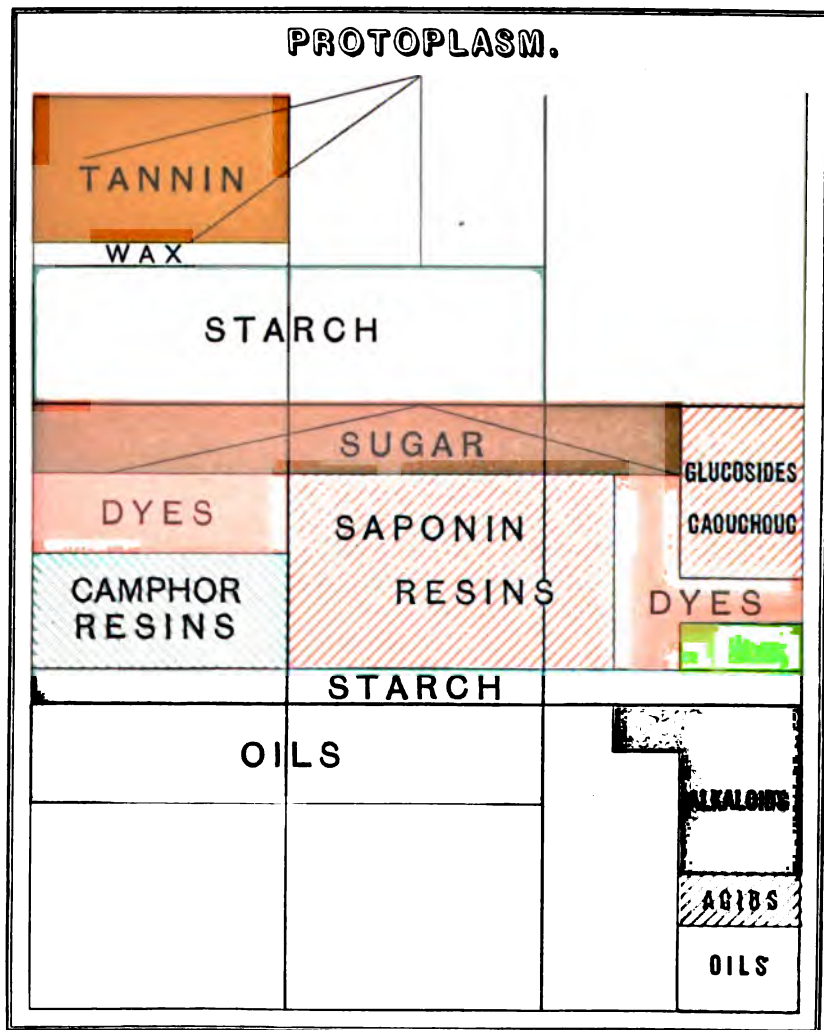 PROTOPLASM.
TANNIN
WAX
STARCH
SUGAR
GLUCOSIDES
CAOUCHOUC
DYES
SAPONIN
RESINS
CAMPHOR
RESINS
DYES
STARCH
OILS
ALKALOIDS
ACIDS
OILS